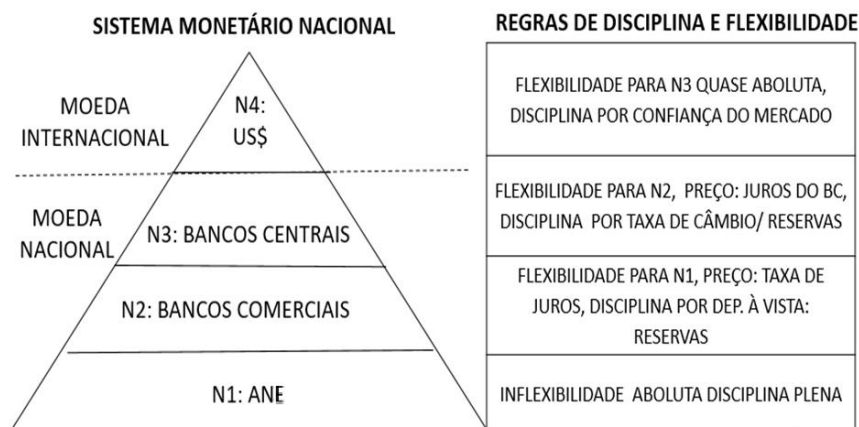 SISTEMA MONETÁRIO NACIONAL
REGRAS DE DISCIPLINA E FLEXIBILIDADE
MOEDA
INTERNACIONAL
N4:
US$
FLEXIBILIDADE PARA N3 QUASE ABOLUTA,
DISCIPLINA POR CONFIANÇA DO MERCADO
MOEDA
NACIONAL
N3: BANCOS CENTRAIS
FLEXIBILIDADE PARA N2, PREÇO: JUROS DO BC,
DISCIPLINA POR TAXA DE CÂMBIO/ RESERVAS
N2: BANCOS COMERCIAIS
FLEXIBILIDADE PARA N1, PREÇO: TAXA DE
JUROS, DISCIPLINA POR DEP. À VISTA:
RESERVAS
N1: ANE
INFLEXIBILIDADE ABOLUTA DISCIPLINA PLENA